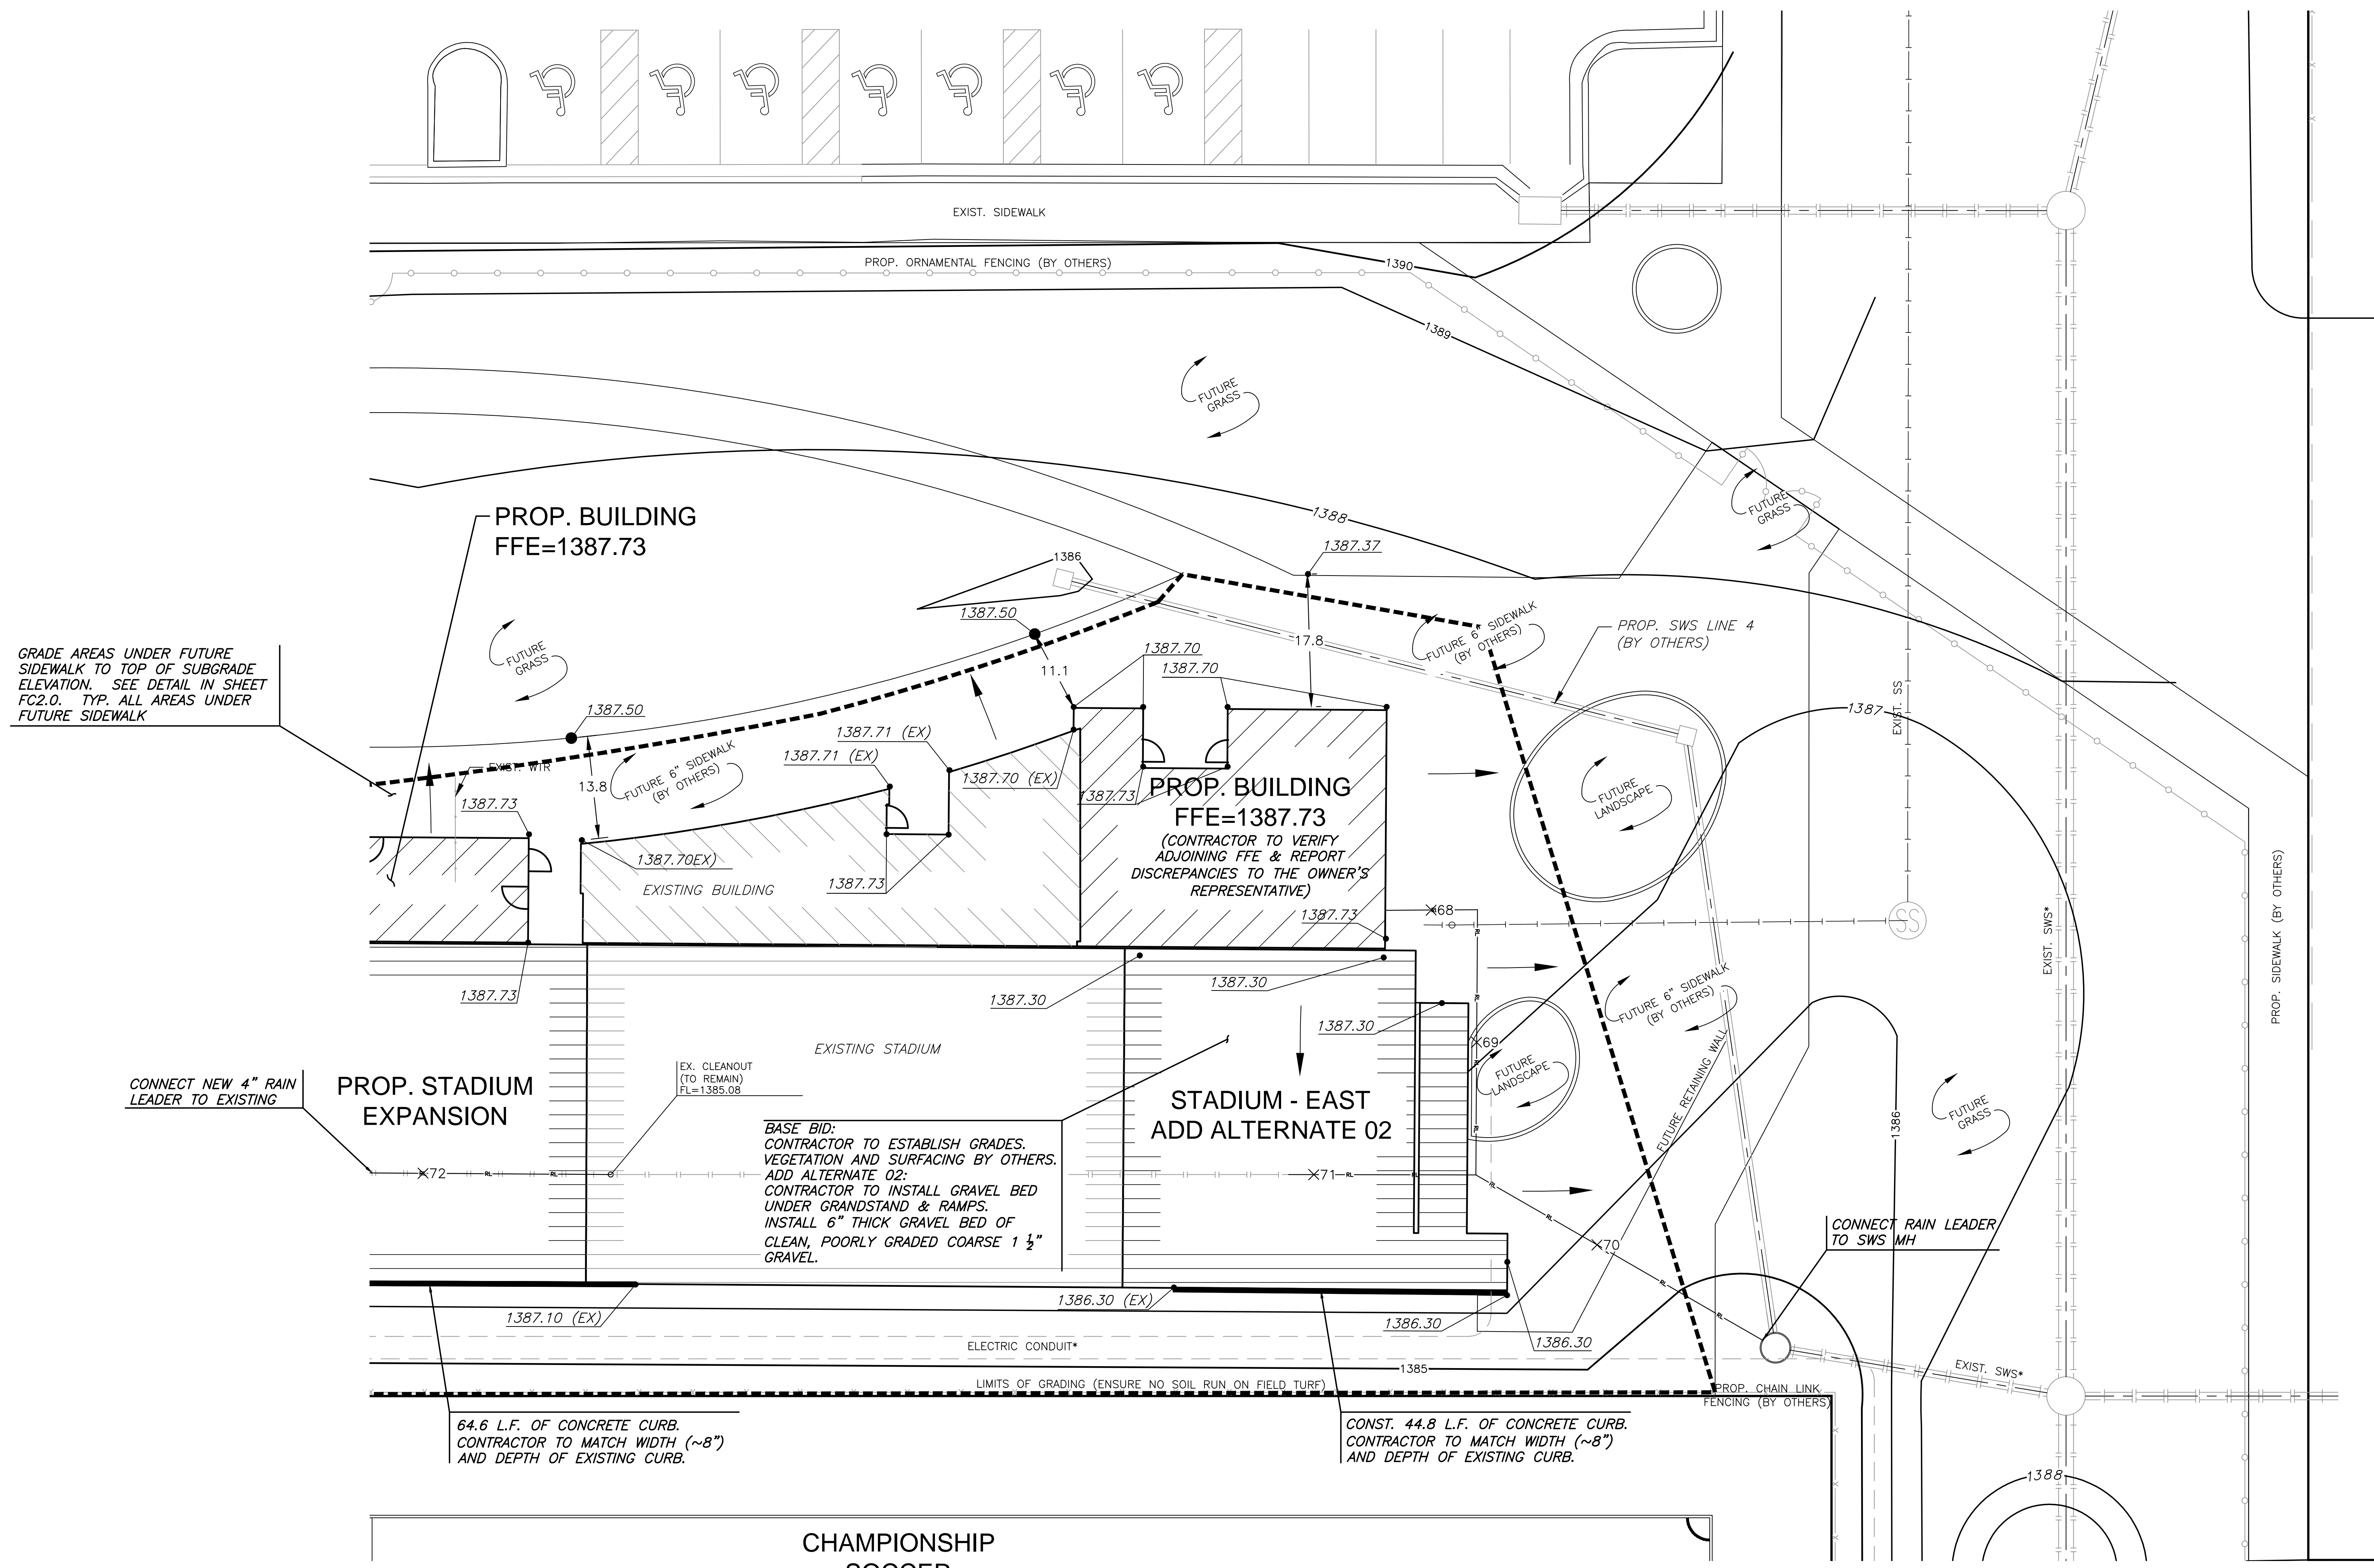 EXIST. SIDEWALK
PROP. ORNAMENTAL FENCING (BY OTHERS)
1390
1389
FUTURE
GRASS
FUTURE
GRASS
1388
PROP. BUILDING
FFE=1387.73
1387.37
1386
1387.50
FUTURE 6" SIDEWALK
(BY OTHERS)
17.8
PROP. SWS LINE 4
(BY OTHERS)
GRADE AREAS UNDER FUTURE
SIDEWALK TO TOP OF SUBGRADE
ELEVATION.  SEE DETAIL IN SHEET
FC2.0.  TYP. ALL AREAS UNDER
FUTURE SIDEWALK
FUTURE
GRASS
1387.70
1387.70
11.1
1387.50
1387
EXIST. SS
1387.71 (EX)
1387.71 (EX)
EXIST. WTR
13.8
FUTURE 6" SIDEWALK
(BY OTHERS)
1387.70 (EX)
1387.73
PROP. BUILDING
FFE=1387.73
(CONTRACTOR TO VERIFY
ADJOINING FFE & REPORT
DISCREPANCIES TO THE OWNER'S
REPRESENTATIVE)
FUTURE
LANDSCAPE
1387.73
1387.70EX)
EXISTING BUILDING
1387.73
1387.73
68
SS
PROP. SIDEWALK (BY OTHERS)
EXIST. SWS*
1387.73
1387.30
1387.30
1387.30
FUTURE 6" SIDEWALK
(BY OTHERS)
EXISTING STADIUM
69
FUTURE
LANDSCAPE
FUTURE RETAINING WALL
EX. CLEANOUT
(TO REMAIN)
FL=1385.08
CONNECT NEW 4" RAIN
LEADER TO EXISTING
PROP. STADIUM
EXPANSION
STADIUM - EAST
ADD ALTERNATE 02
1386
FUTURE
GRASS
BASE BID:
CONTRACTOR TO ESTABLISH GRADES.
VEGETATION AND SURFACING BY OTHERS.
ADD ALTERNATE 02:
CONTRACTOR TO INSTALL GRAVEL BED
UNDER GRANDSTAND & RAMPS.
INSTALL 6" THICK GRAVEL BED OF
CLEAN, POORLY GRADED COARSE 1 ½"
GRAVEL.
72
RL
RL
71
RL
RL
RL
RL
RL
RL
RL
RL
RL
70
CONNECT RAIN LEADER
TO SWS MH
1387.10 (EX)
1386.30 (EX)
1386.30
1386.30
ELECTRIC CONDUIT*
1385
EXIST. SWS*
LIMITS OF GRADING (ENSURE NO SOIL RUN ON FIELD TURF)
PROP. CHAIN LINK
FENCING (BY OTHERS)
64.6 L.F. OF CONCRETE CURB.
CONTRACTOR TO MATCH WIDTH (~8")
AND DEPTH OF EXISTING CURB.
CONST. 44.8 L.F. OF CONCRETE CURB.
CONTRACTOR TO MATCH WIDTH (~8")
AND DEPTH OF EXISTING CURB.
1388
CHAMPIONSHIP
SOCCER